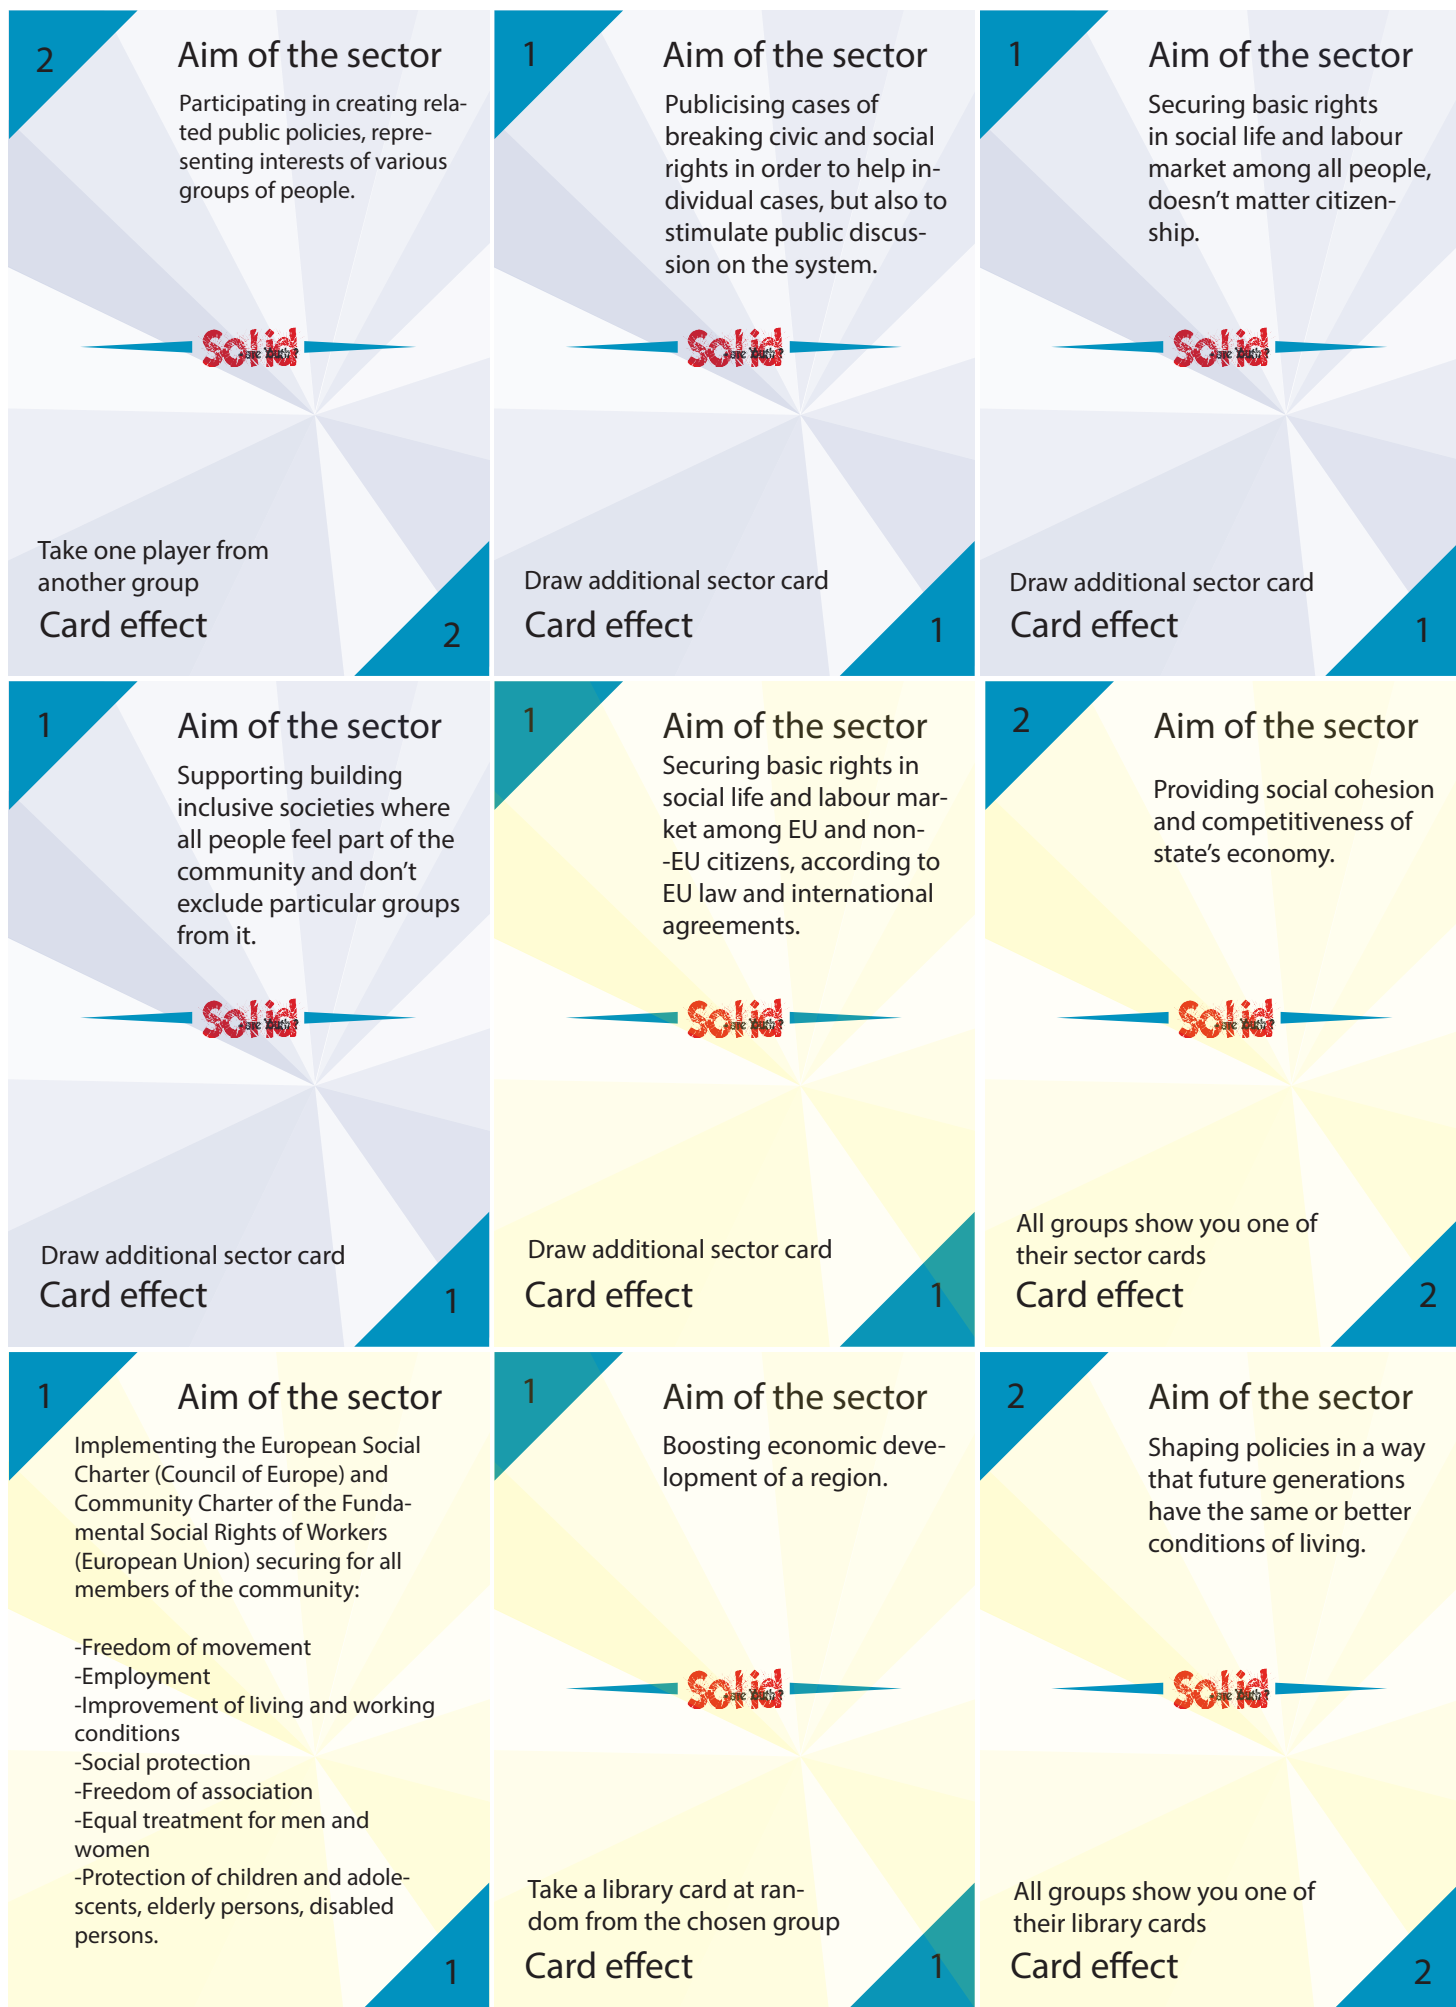 2
Aim of the sector
Participating in creating rela-
ted public policies, repre-
senting interests of various
groups of people.
Solid
are Youth?
Take one player from
another group
Card effect
2
1
Aim of the sector
Publicising cases of
breaking civic and social
rights in order to help in-
dividual cases, but also to
stimulate public discus-
sion on the system.
Solid
are Youth?
Draw additional sector card
Card effect
1
1
Aim of the sector
Securing basic rights
in social life and labour
market among all people,
doesn't matter citizen-
ship.
Solid
are Youth?
Draw additional sector card
Card effect
1
1
Aim of the sector
Supporting building
inclusive societies where
all people feel part of the
community and don't
exclude particular groups
from it.
Solid
are Youth?
Draw additional sector card
Card effect
1
1
Aim of the sector
Securing basic rights in
social life and labour mar-
ket among EU and non-
-EU citizens, according to
EU law and international
agreements.
Solid
are Youth?
Draw additional sector card
Card effect
1
2
Aim of the sector
Providing social cohesion
and competitiveness of
state's economy.
Solid
are Youth?
All groups show you one of
their sector cards
Card effect
2
1
Aim of the sector
Implementing the European Social
Charter (Council of Europe) and
Community Charter of the Funda-
mental Social Rights of Workers
(European Union) securing for all
members of the community:
-Freedom of movement
-Employment
-Improvement of living and working
conditions
-Social protection
-Freedom of association
-Equal treatment for men and
women
-Protection of children and adole-
scents, elderly persons, disabled
persons.
1
1
Aim of the sector
Boosting economic deve-
lopment of a region.
Solid
are Youth?
Take a library card at ran-
dom from the chosen group
Card effect
1
2
Aim of the sector
Shaping policies in a way
that future generations
have the same or better
conditions of living.
Solid
are Youth?
All groups show you one of
their library cards
Card effect
2